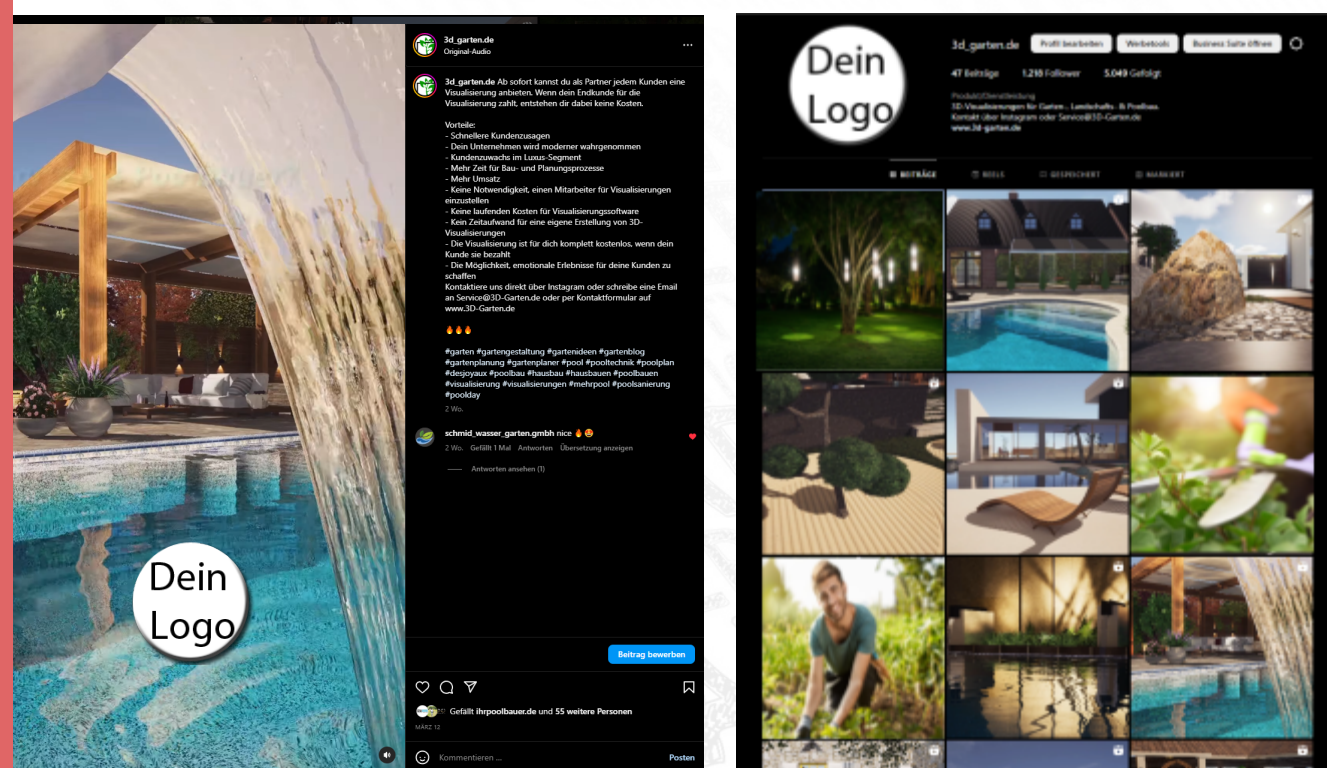 3d_garten.de
Original-Audio
3d_garten.de Ab sofort kannst du als Partner jedem Kunden eine
Visualisierung anbieten. Wenn dein Endkunde für die
Visualisierung zahlt, entstehen dir dabei keine Kosten.
Vorteile:
- Schnellere Kundenzusagen
- Dein Unternehmen wird moderner wahrgenommen
- Kundenzuwachs im Luxus-Segment
- Mehr Zeit für Bau- und Planungsprozesse
- Mehr Umsatz
- Keine Notwendigkeit, einen Mitarbeiter für Visualisierungen
einzustellen
- Keine laufenden Kosten für Visualisierungssoftware
- Kein Zeitaufwand für eine eigene Erstellung von 3D-
Visualisierungen
- Die Visualisierung ist für dich komplett kostenlos, wenn dein
Kunde sie bezahlt
- Die Möglichkeit, emotionale Erlebnisse für deine Kunden zu
schaffen
Kontaktiere uns direkt über Instagram oder schreibe eine Email
an Service@3D-Garten.de oder per Kontaktformular auf
www.3D-Garten.de
🔥🔥🔥
#garten #gartengestaltung #gartenideen #gartenblog
#gartenplanung #gartenplaner #pool #pooltechnik #poolplan
#desjoyaux #poolbau #hausbau #hausbauen #poolbauen
#visualisierung #visualisierungen #mehrpool #poolsanierung
#poolday
2 Wo.
schmid_wasser_garten.gmbh nice 🔥😍
2 Wo. Gefällt 1 Mal Antworten Übersetzung anzeigen
Antworten ansehen (1)
Dein
Logo
Beitrag bewerben
Gefällt ihrpoolbauer.de und 55 weitere Personen
MÄRZ 12
Kommentieren ...
Posten
Dein
Logo
3d_garten.de Profil bearbeiten Werbetools Business Suite öffnen
47 Beiträge 1.218 Follower 5.049 Gefolgt
Produkt/Dienstleistung
3D-Visualisierungen für Garten-, Landschafts- & Poolbau.
Kontakt über Instagram oder Service@3D-Garten.de
www.3d-garten.de
BEITRÄGE REELS GESPEICHERT MARKIERT